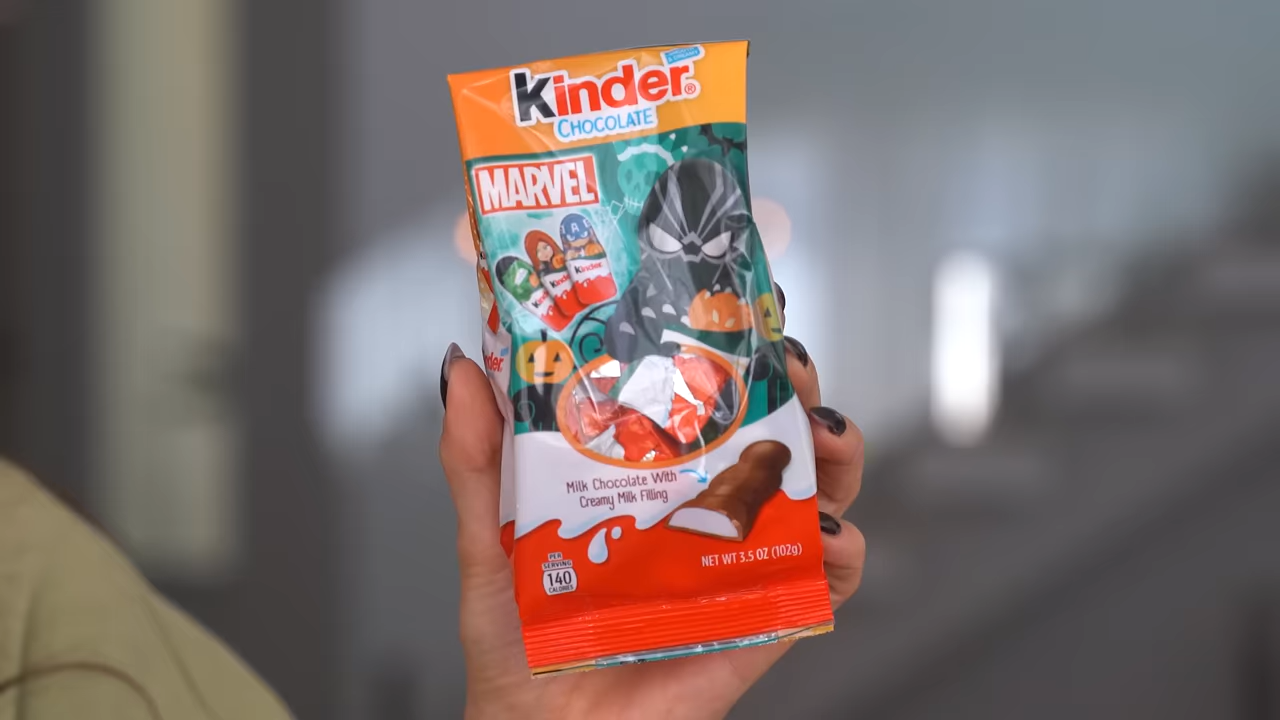 kinder®
CHOCOLATE
MARVEL
Kinder
Milk Chocolate With
Creamy Milk Filling
PER
SERVING
140
CALORIES
NET WT 3.5 OZ (102g)